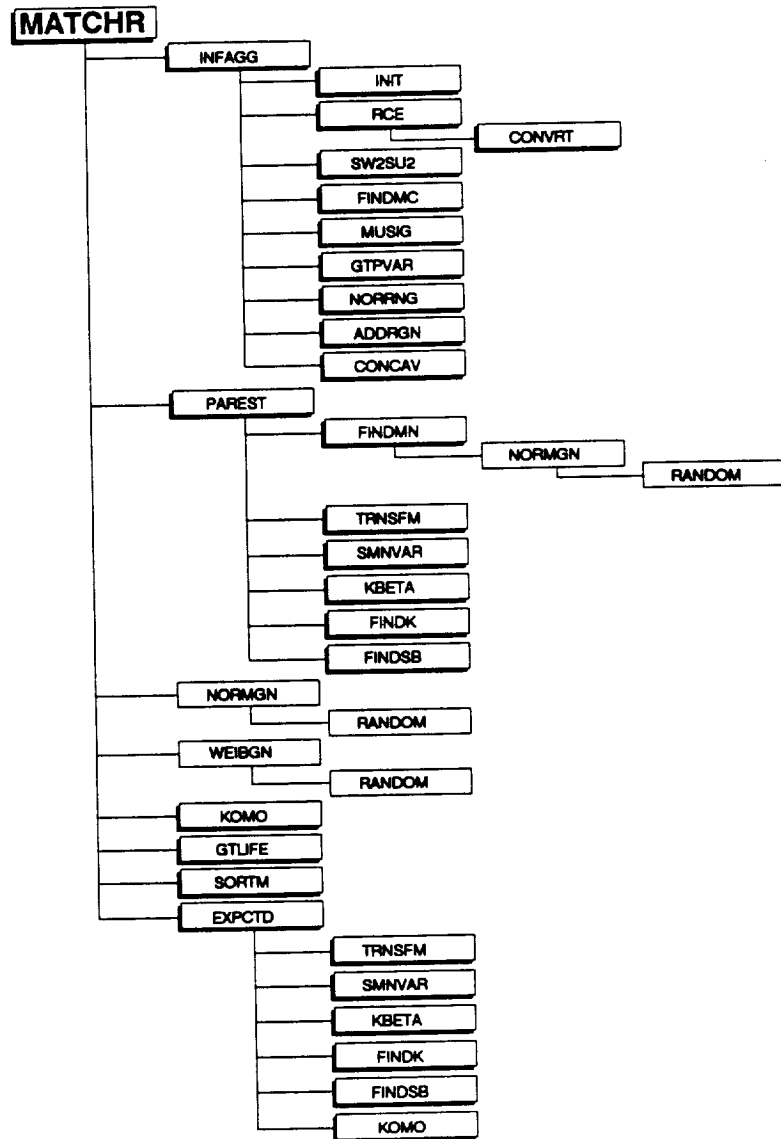 MATCHR
INFAGG
INIT
RCE
CONVRT
SW2SU2
FINDMC
MUSIG
GTPVAR
NORRNG
ADDRGN
CONCAV
PAREST
FINDMN
NORMGN
RANDOM
TRNSFM
SMNVAR
KBETA
FINDK
FINDSB
NORMGN
RANDOM
WEIBGN
RANDOM
KOMO
GTLIFE
SORTM
EXPCTD
TRNSFM
SMNVAR
KBETA
FINDK
FINDSB
KOMO